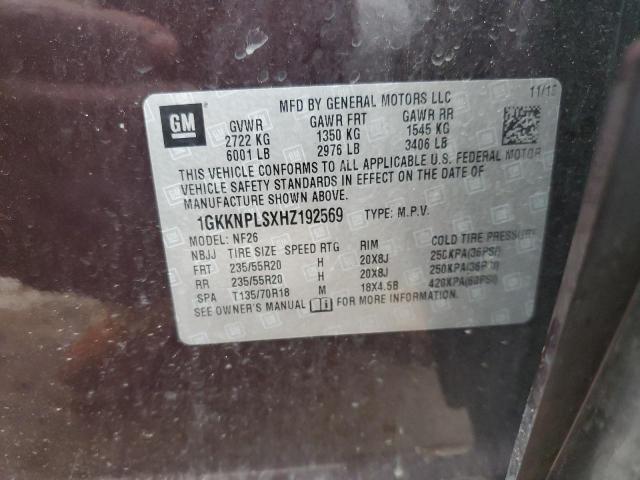 GM
MFD BY GENERAL MOTORS LLC
GVWR GAWR FRT GAWR RR
2722 KG 1350 KG 1545 KG
6001 LB 2976 LB 3406 LB
THIS VEHICLE CONFORMS TO ALL APPLICABLE U.S. FEDERAL MOTOR
VEHICLE SAFETY STANDARDS IN EFFECT ON THE DATE OF
MANUFACTURE SHOWN ABOVE.
1GKKNPLSXHZ192569 TYPE: M.P.V.
MODEL: NF26
NBJJ TIRE SIZE SPEED RTG RIM COLD TIRE PRESSURE
FRT 235/55R20 H 20X8J 250KPA(36PSI)
RR 235/55R20 H 20X8J 250KPA(36PSI)
SPA T135/70R18 M 18X4.5B 420KPA(60PSI)
SEE OWNER'S MANUAL FOR MORE INFORMATION.